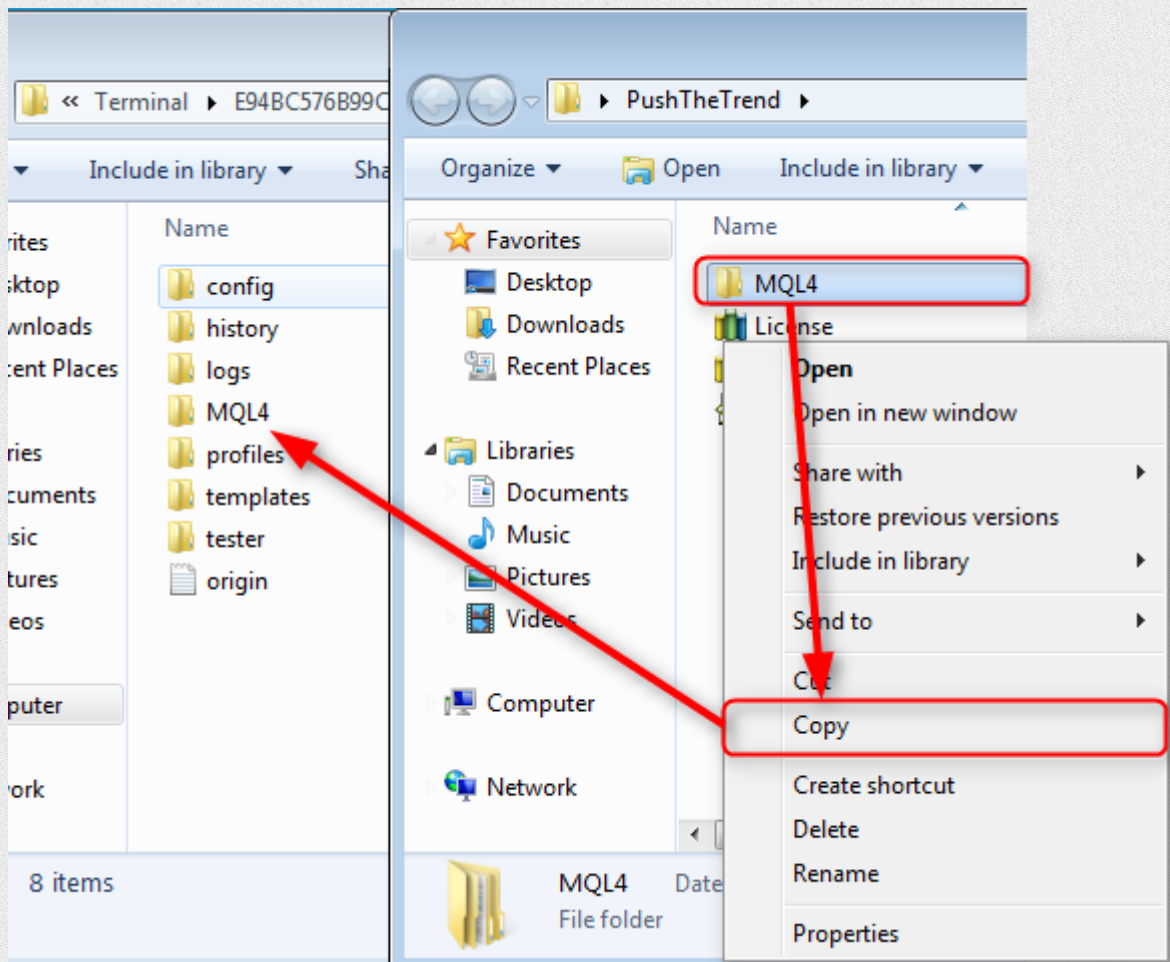 « Terminal ▸ E94BC576B99C
Include in library
Sha
Name
rites
sktop
wnloads
cent Places
ries
cuments
sic
tures
eos
puter
ork
config
history
logs
MQL4
profiles
templates
tester
origin
8 items
PushTheTrend
Organize
Open
Include in library
Favorites
Desktop
Downloads
Recent Places
Libraries
Documents
Music
Pictures
Videos
Computer
Network
Name
MQL4
License
Open
Open in new window
Share with
Restore previous versions
Include in library
Send to
Cut
Copy
Create shortcut
Delete
Rename
Properties
MQL4
Date
File folder